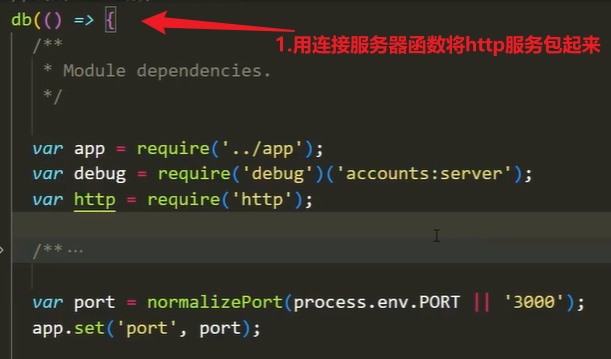 db(() => {
1.用连接服务器函数将http服务包起来
/**
* Module dependencies.
*/
var app = require('../app');
var debug = require('debug')('accounts:server');
var http = require('http');
/**…
var port = normalizePort(process.env.PORT || '3000');
app.set('port', port);